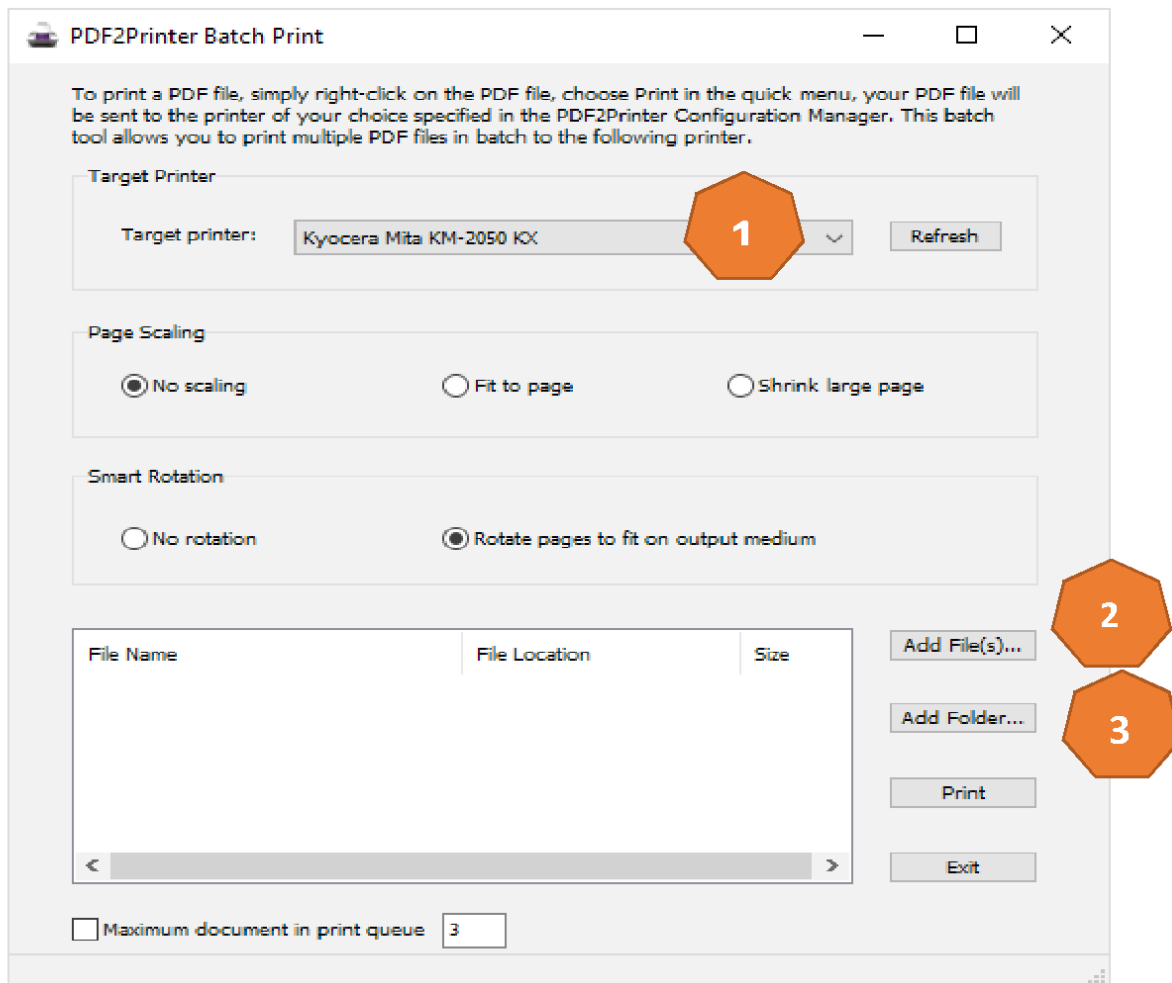 PDF2Printer Batch Print
To print a PDF file, simply right-click on the PDF file, choose Print in the quick menu, your PDF file will
be sent to the printer of your choice specified in the PDF2Printer Configuration Manager. This batch
tool allows you to print multiple PDF files in batch to the following printer.
Target Printer
Target printer: Kyocera Mita KM-2050 KX 1 Refresh
Page Scaling
No scaling Fit to page Shrink large page
Smart Rotation
No rotation Rotate pages to fit on output medium
File Name File Location Size Add File(s)... 2
Add Folder... 3
Print
Exit
Maximum document in print queue 3